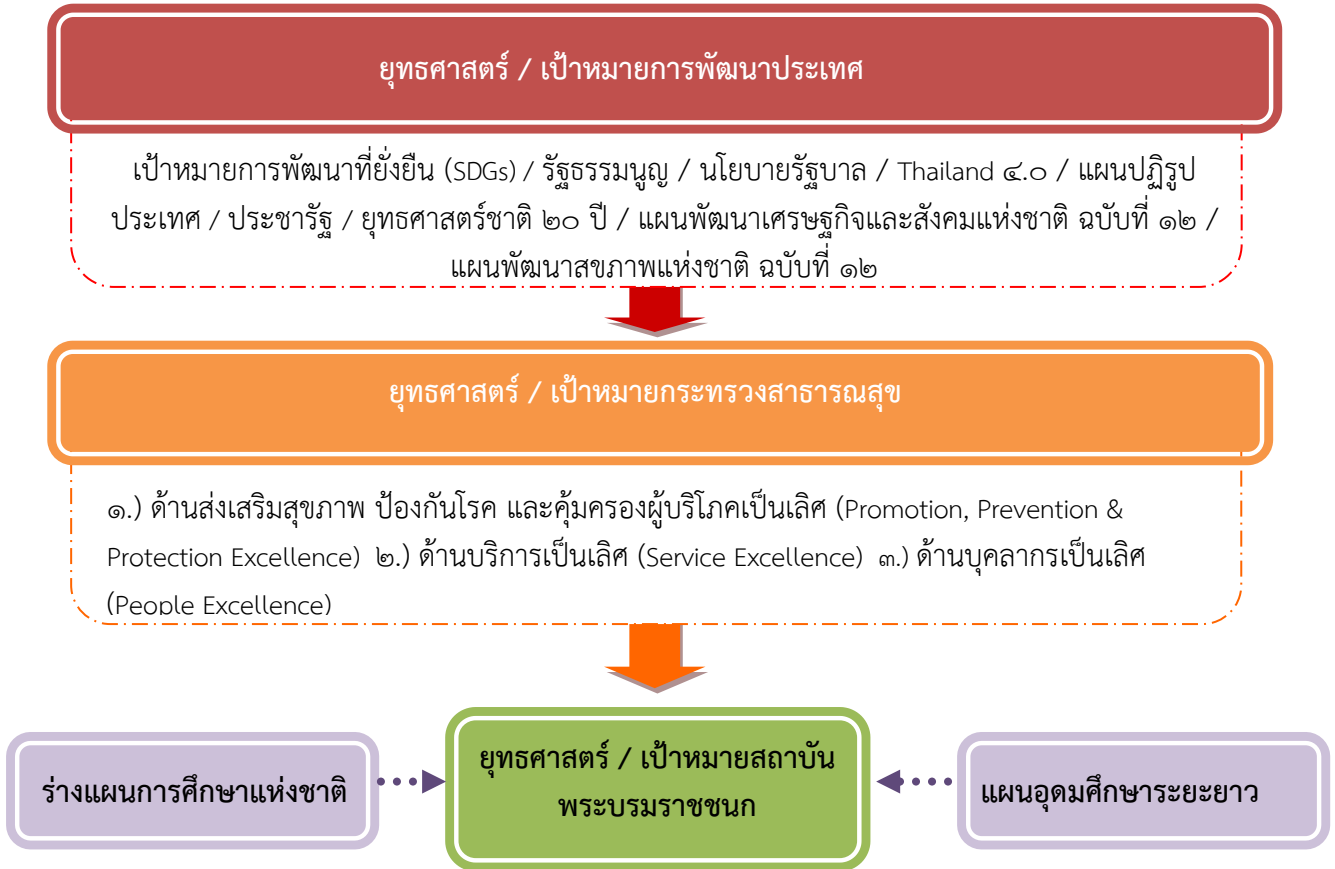 ยุทธศาสตร์ / เป้าหมายการพัฒนาประเทศ
เป้าหมายการพัฒนาที่ยั่งยืน (SDGs) / รัฐธรรมนูญ / นโยบายรัฐบาล / Thailand ๔.๐ / แผนปฏิรูป
ประเทศ / ประชารัฐ / ยุทธศาสตร์ชาติ ๒๐ ปี / แผนพัฒนาเศรษฐกิจและสังคมแห่งชาติ ฉบับที่ ๑๒ /
แผนพัฒนาสขภาพแห่งชาติ ฉบับที่ ๑๒
ยุทธศาสตร์ / เป้าหมายกระทรวงสาธารณสุข
๑.) ด้านส่งเสริมสุขภาพ ป้องกันโรค และคุ้มครองผู้บริโภคเป็นเลิศ (Promotion, Prevention &
Protection Excellence) ๒.) ด้านบริการเป็นเลิศ (Service Excellence) ๓.) ด้านบุคลากรเป็นเลิศ
(People Excellence)
ร่างแผนการศึกษาแห่งชาติ
ยุทธศาสตร์ / เป้าหมายสถาบัน
พระบรมราชชนก
แผนอุดมศึกษาระยะยาว